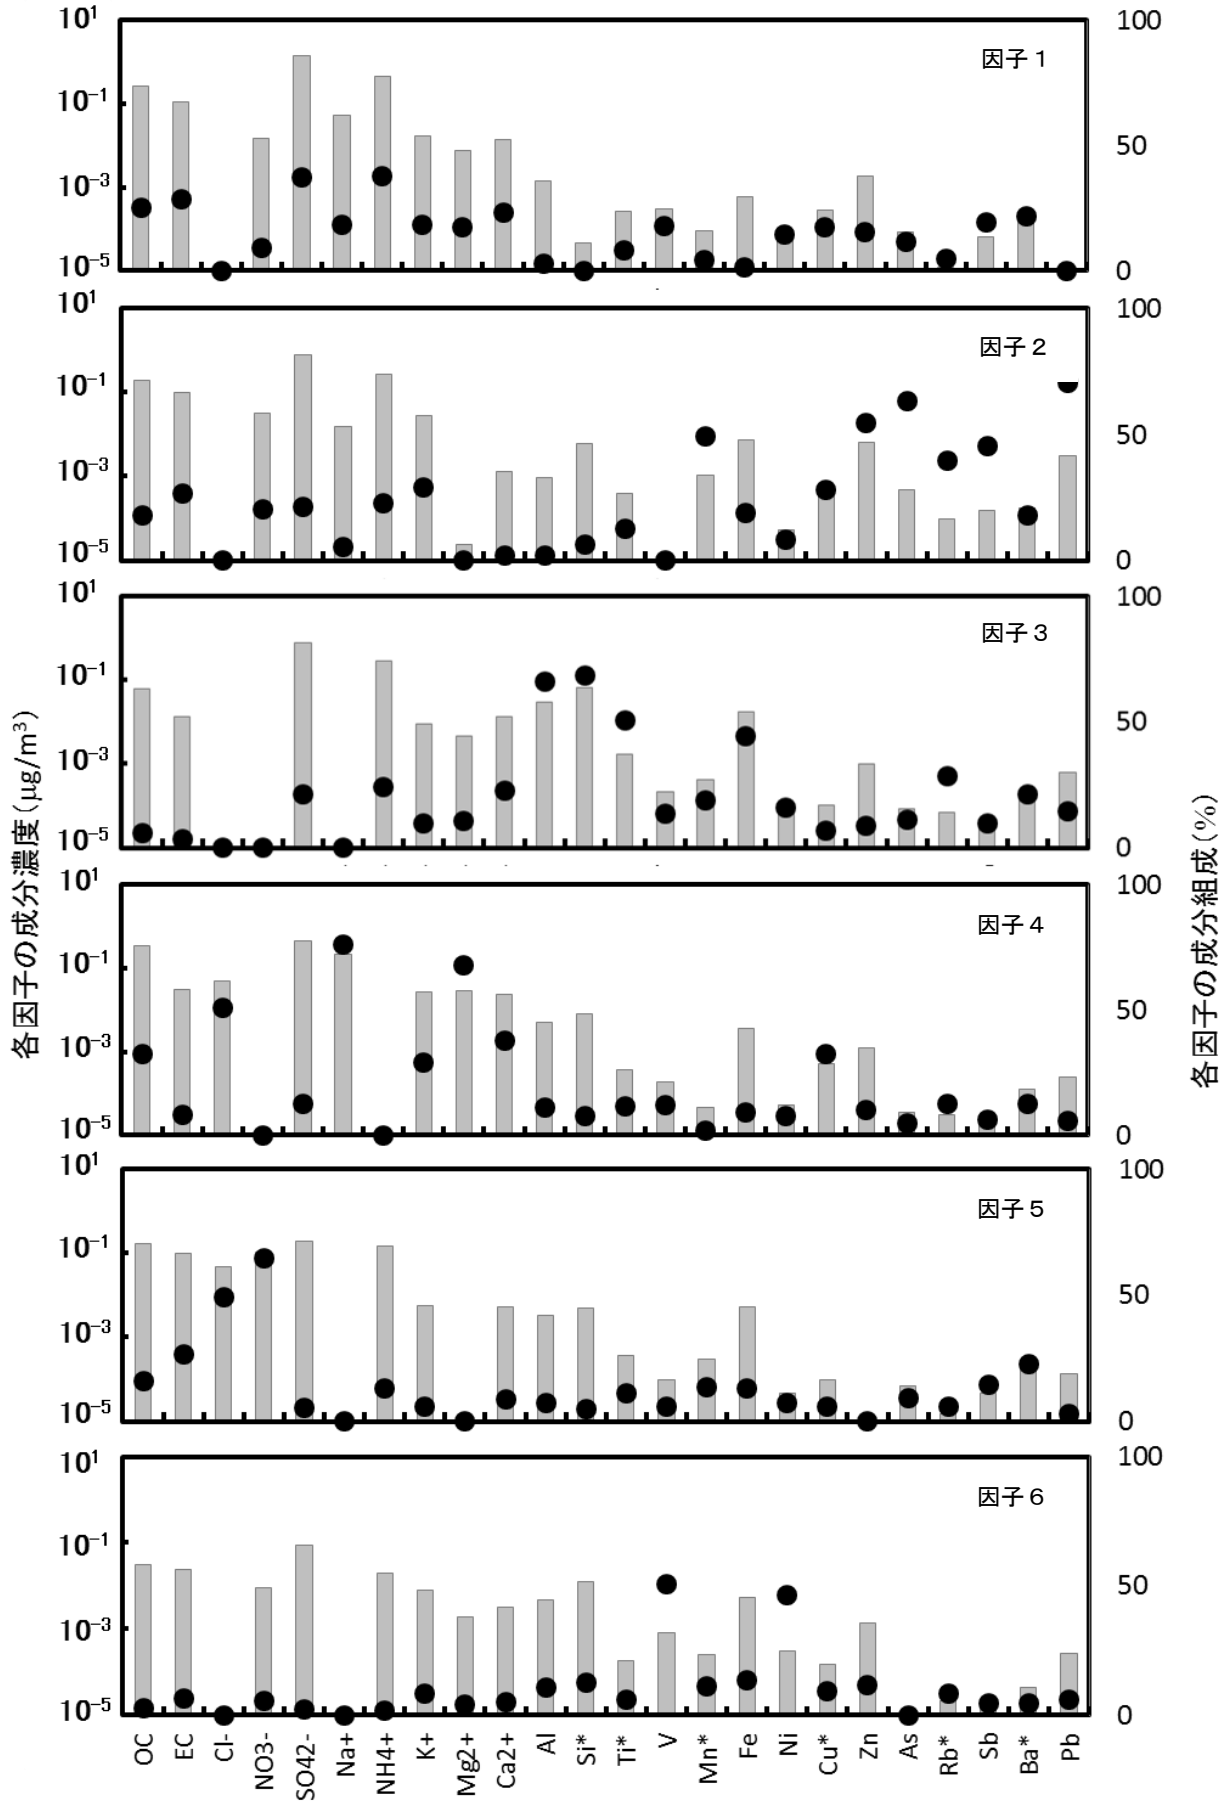 各因子の成分濃度(μg/m³)
各因子の成分組成(%)
10¹
10⁻¹
10⁻³
10⁻⁵
100
50
0
因子1
10¹
10⁻¹
10⁻³
10⁻⁵
100
50
0
因子2
10¹
10⁻¹
10⁻³
10⁻⁵
100
50
0
因子3
10¹
10⁻¹
10⁻³
10⁻⁵
100
50
0
因子4
10¹
10⁻¹
10⁻³
10⁻⁵
100
50
0
因子5
10¹
10⁻¹
10⁻³
10⁻⁵
100
50
0
因子6
OC
EC
Cl-
NO3-
SO42-
Na+
NH4+
K+
Mg2+
Ca2+
Al
Si*
Ti*
V
Mn*
Fe
Ni
Cu*
Zn
As
Rb*
Sb
Ba*
Pb